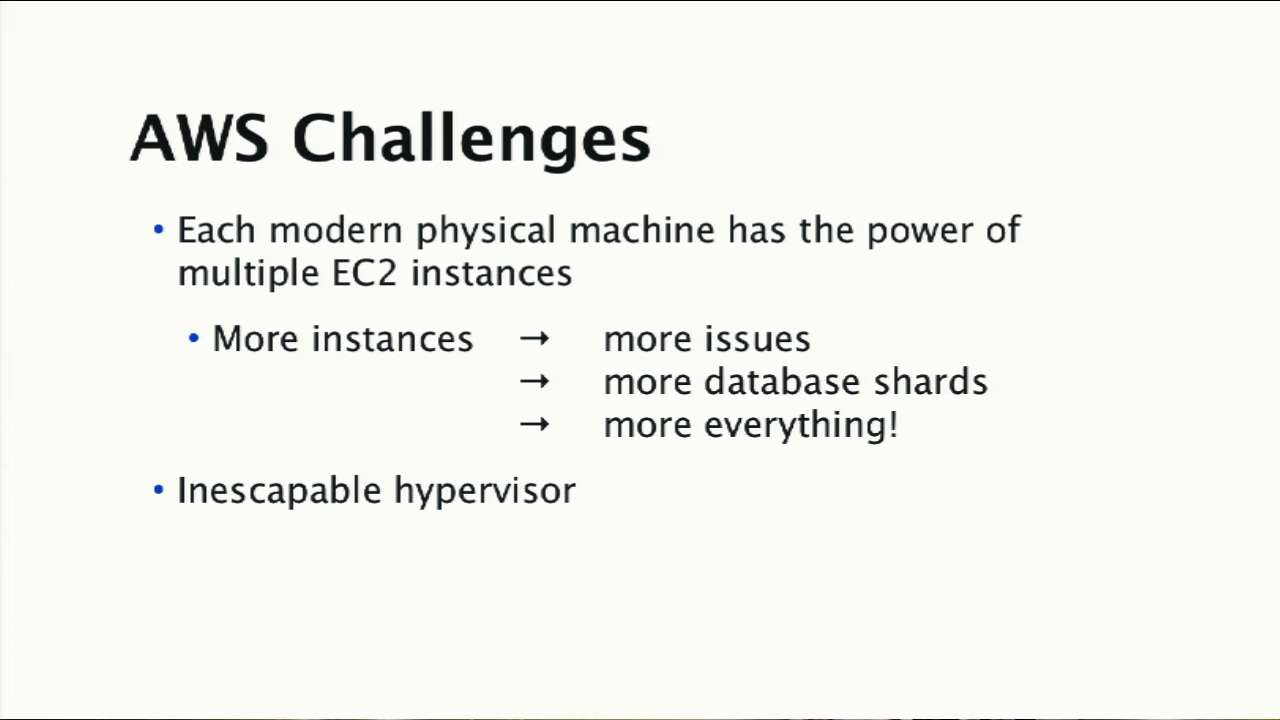 AWS Challenges
• Each modern physical machine has the power of
multiple EC2 instances
• More instances → more issues
→ more database shards
→ more everything!
• Inescapable hypervisor